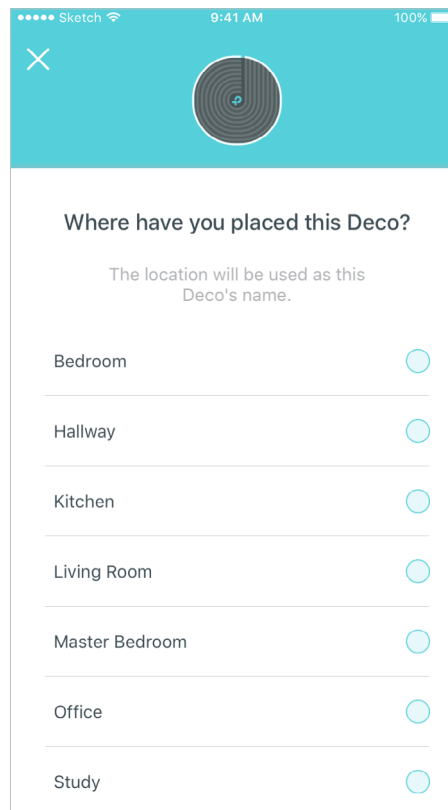 Sketch 9:41 AM 100%
Where have you placed this Deco?
The location will be used as this
Deco's name.
Bedroom
Hallway
Kitchen
Living Room
Master Bedroom
Office
Study